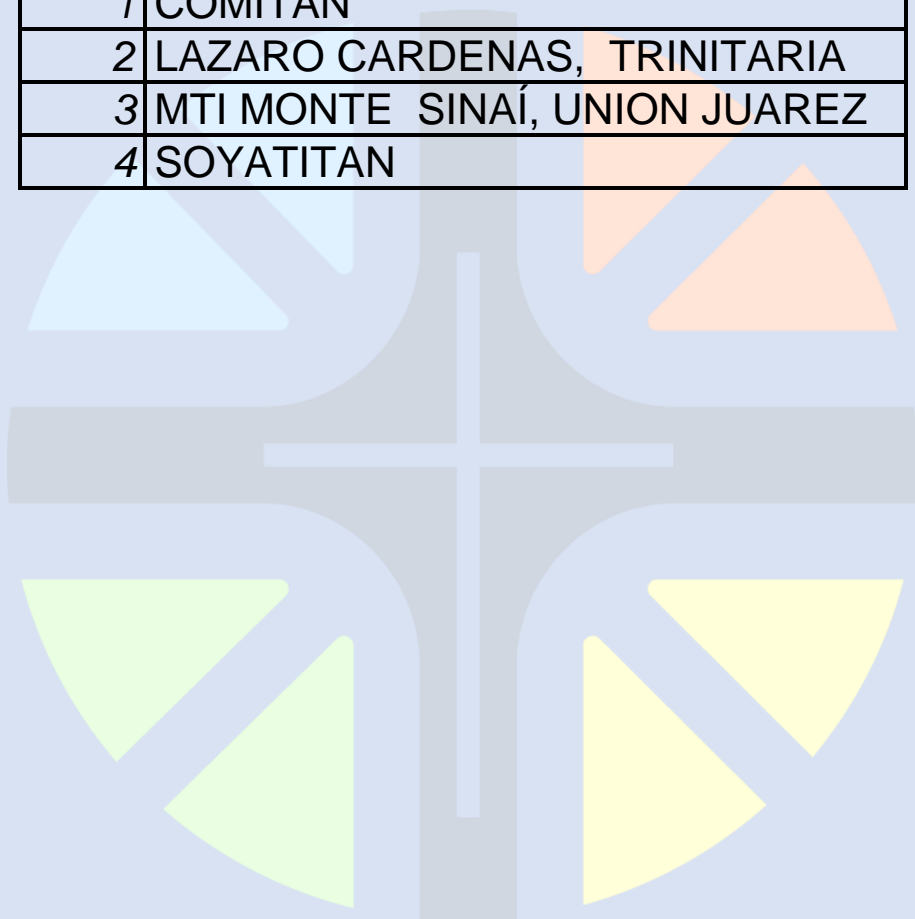 1 COMITAN
2 LAZARO CARDENAS, TRINITARIA
3 MTI MONTE SINAÍ, UNION JUAREZ
4 SOYATITAN